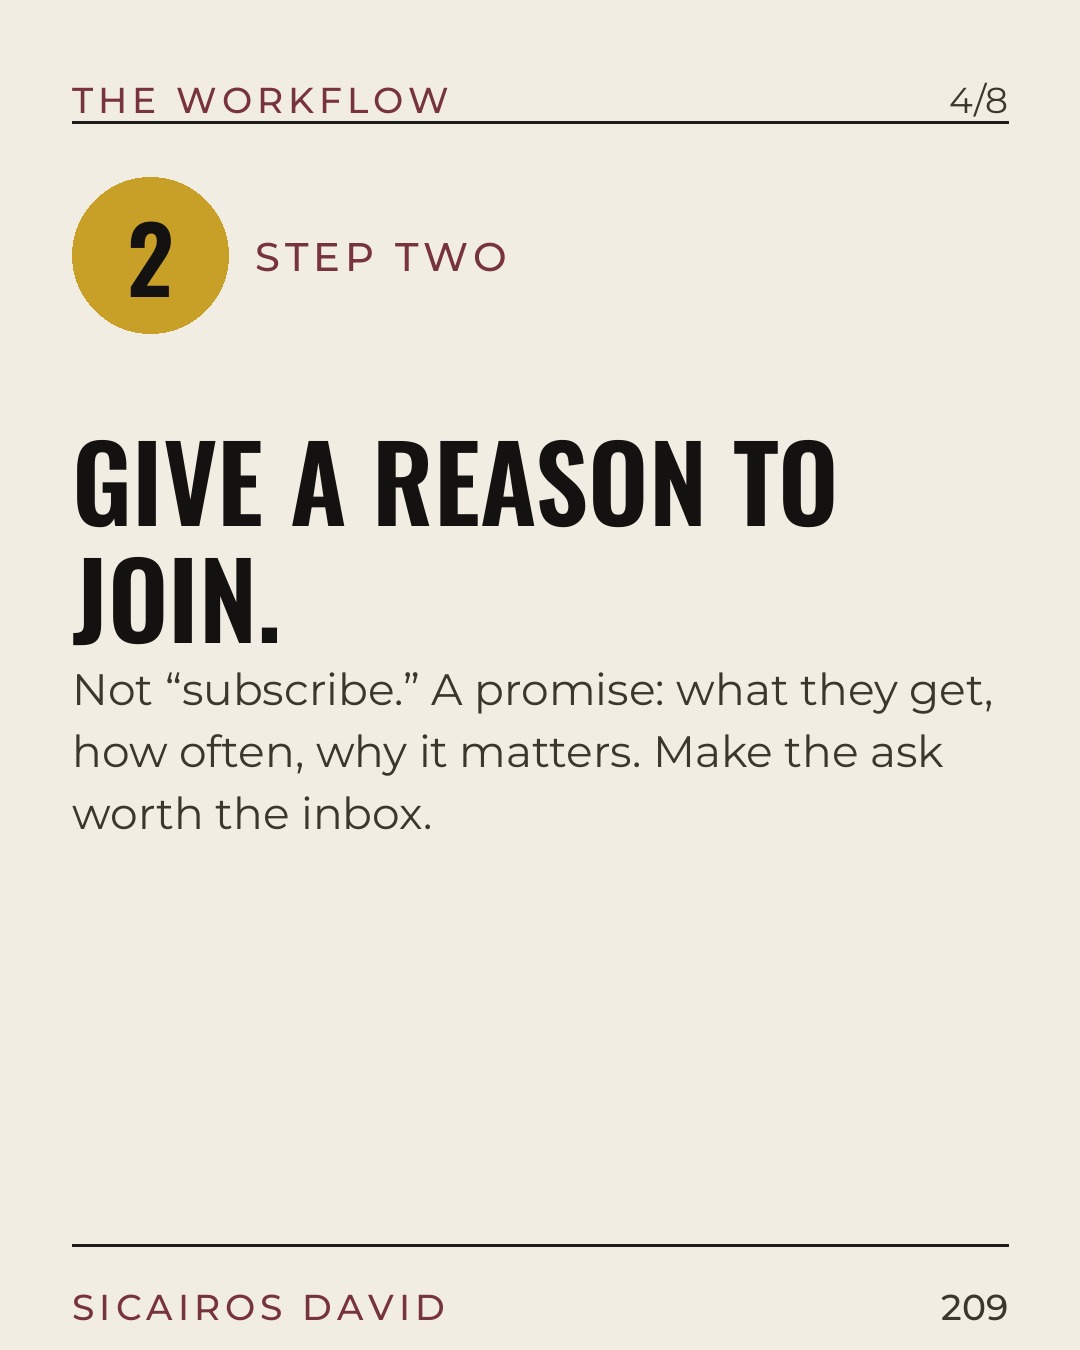 THE WORKFLOW 4/8
2 STEP TWO
GIVE A REASON TO
JOIN.
Not “subscribe.” A promise: what they get,
how often, why it matters. Make the ask
worth the inbox.
SICAIROS DAVID 209